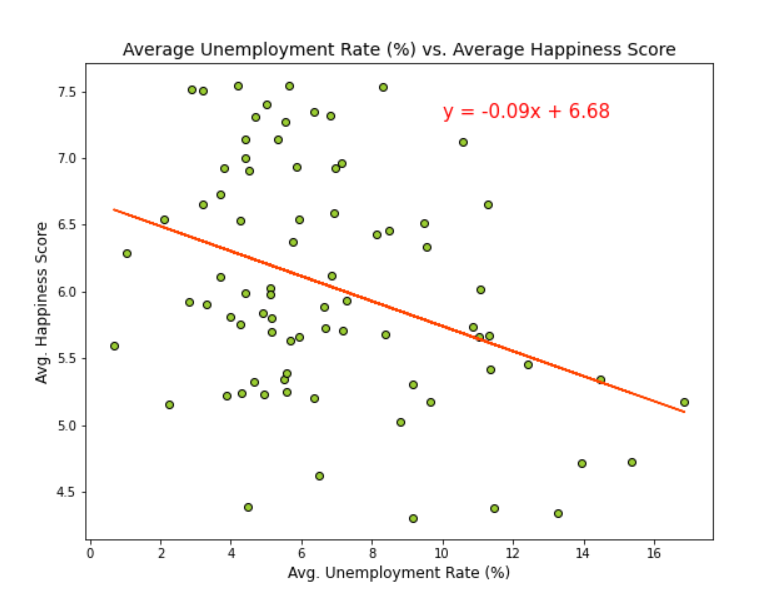 Average Unemployment Rate (%) vs. Average Happiness Score
y = -0.09x + 6.68
Avg. Happiness Score
7.5
7.0
6.5
6.0
5.5
5.0
4.5
0 2 4 6 8 10 12 14 16
Avg. Unemployment Rate (%)